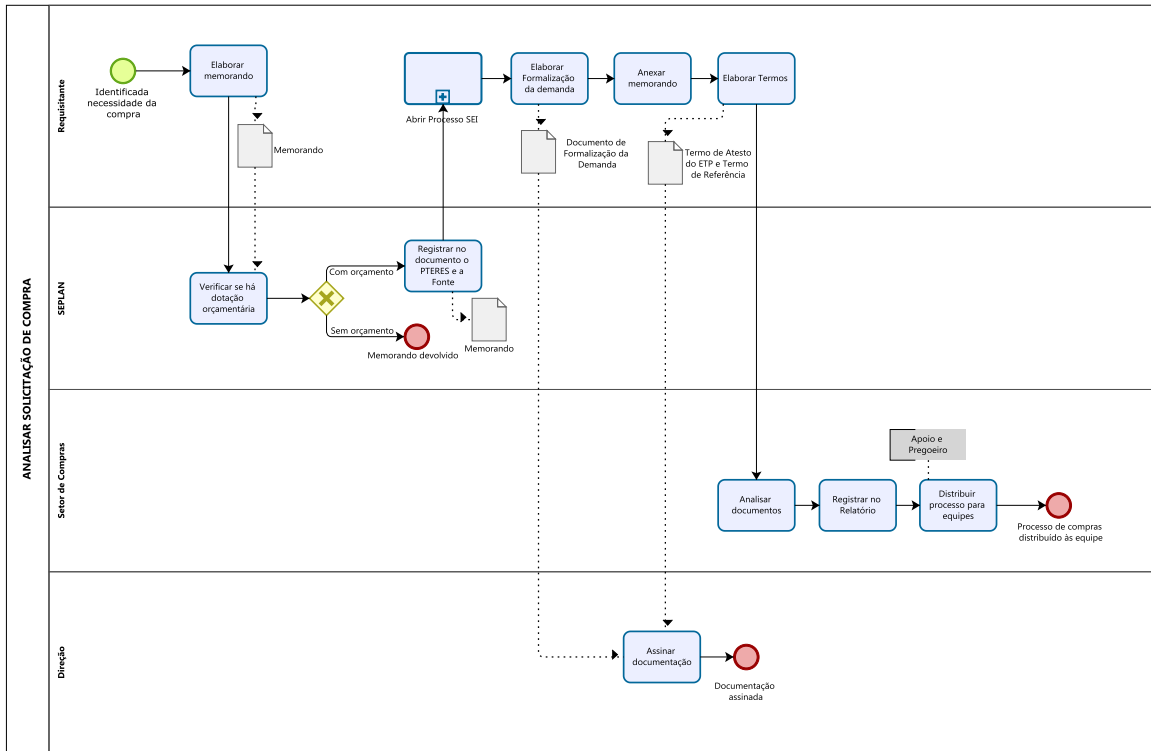 ANALISAR SOLICITAÇÃO DE COMPRA
Requisitante
Identificada
necessidade da
compra
Elaborar
memorando
Memorando
Abrir Processo SEI
Elaborar
Formalização
da demanda
Documento de
Formalização da
Demanda
Anexar
memorando
Elaborar Termos
Termo de Atesto
do ETP e Termo
de Referência
SEPLAN
Verificar se há
dotação
orçamentária
Com orçamento
Sem orçamento
Registrar no
documento o
PTERES e a
Fonte
Memorando
Memorando devolvido
Setor de Compras
Analisar
documentos
Registrar no
Relatório
Apoio e
Pregoeiro
Distribuir
processo para
equipes
Processo de compras
distribuído às equipe
Direção
Assinar
documentação
Documentação
assinada